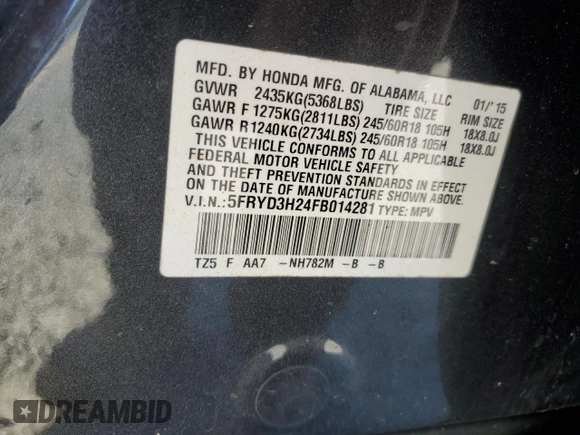 MFD. BY HONDA MFG. OF ALABAMA, LLC 01/'15
GVWR 2435KG(5368LBS) TIRE SIZE RIM SIZE
GAWR F 1275KG(2811LBS) 245/60R18 105H 18X8.0J
GAWR R 1240KG(2734LBS) 245/60R18 105H 18X8.0J
THIS VEHICLE CONFORMS TO ALL APPLICABLE
FEDERAL MOTOR VEHICLE SAFETY
AND THEFT PREVENTION STANDARDS IN EFFECT
ON THE DATE OF MANUFACTURE SHOWN ABOVE.
V.I.N.: 5FRYD3H24FB014281 TYPE: MPV
TZ5 F AA7 -NH782M -B -B
DREAMBID